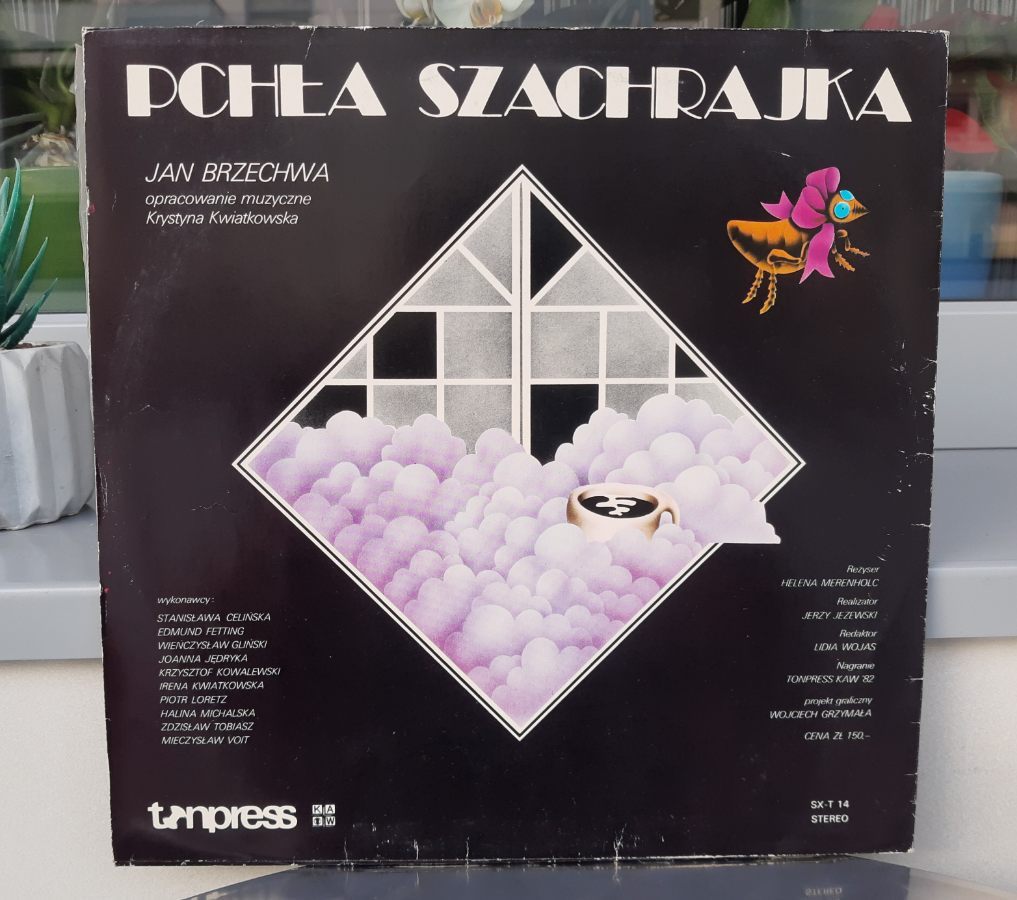 PCHŁA SZACHRAJKA
JAN BRZECHWA
opracowanie muzyczne
Krystyna Kwiatkowska
wykonawcy:
STANISŁAWA CELIŃSKA
EDMUND FETTING
WIEŃCZYSŁAW GLIŃSKI
JOANNA JĘDRYKA
KRZYSZTOF KOWALEWSKI
IRENA KWIATKOWSKA
PIOTR LORETZ
HALINA MICHALSKA
ZDZISŁAW TOBIASZ
MIECZYSŁAW VOIT
Reżyser
HELENA MERENHOLC
Realizator
JERZY JEŻEWSKI
Redaktor
LIDIA WOJAS
Nagranie
TONPRESS KAW '82
projekt graficzny
WOJCIECH GRZYMAŁA
CENA ZŁ 150,–
tonpress
KAW
SX-T 14
STEREO